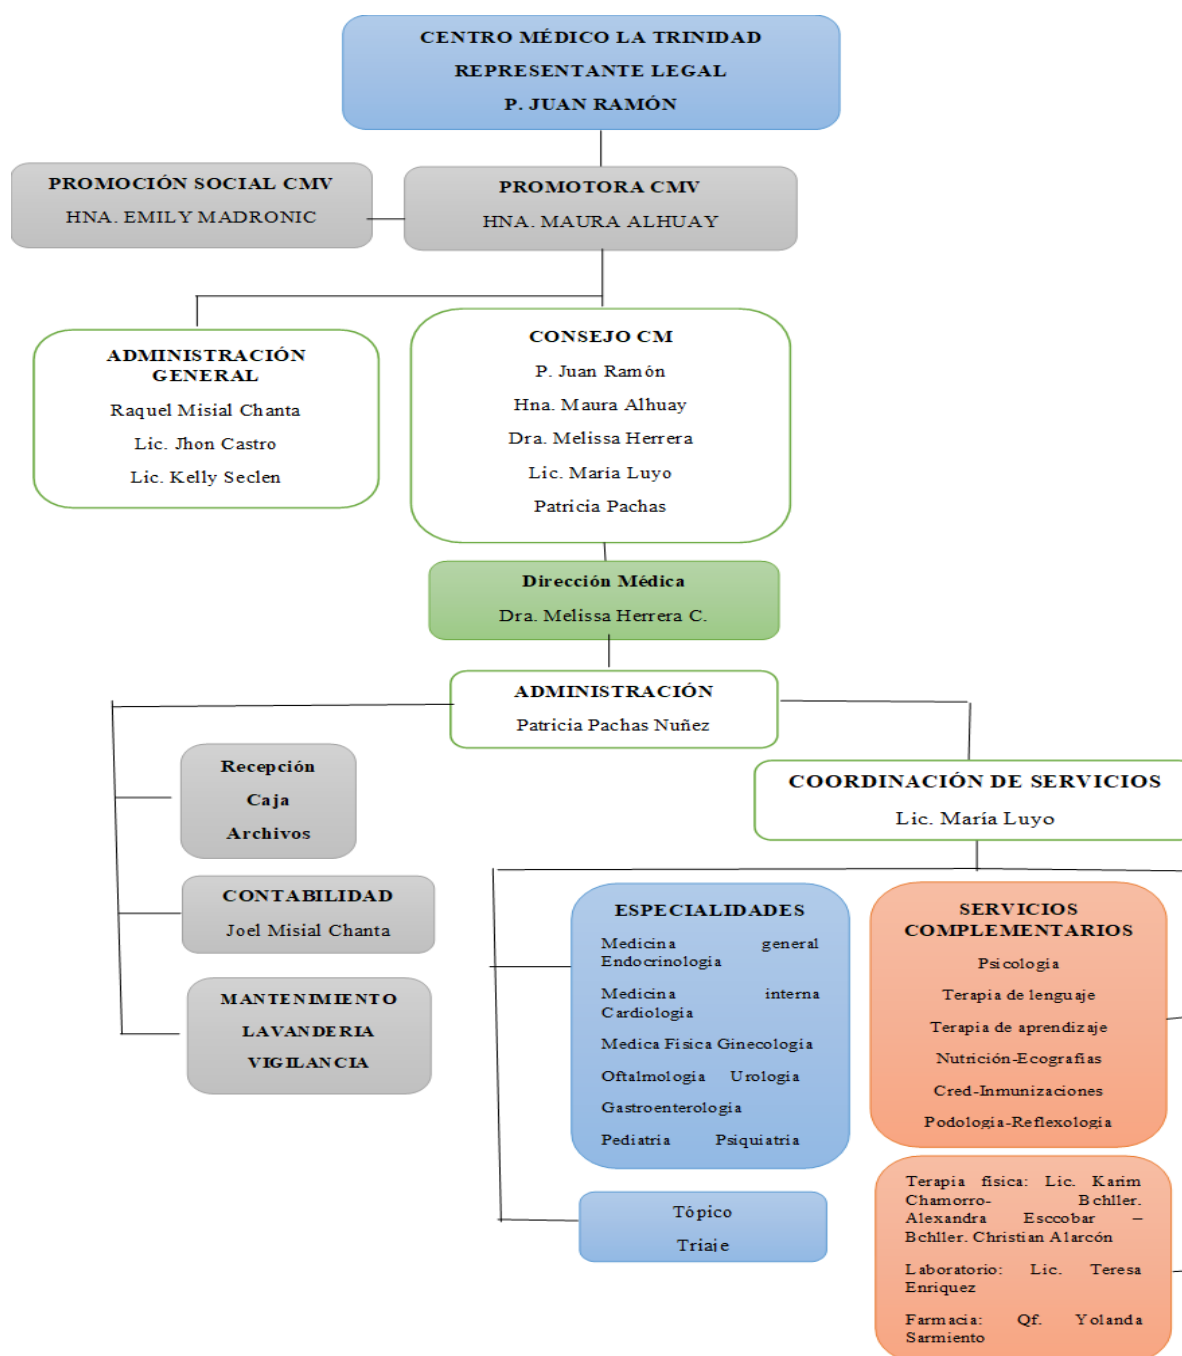 CENTRO MÉDICO LA TRINIDAD
REPRESENTANTE LEGAL
P. JUAN RAMÓN
PROMOCIÓN SOCIAL CMV
HNA. EMILY MADRONIC
PROMOTORA CMV
HNA. MAURA ALHUAY
ADMINISTRACIÓN
GENERAL
Raquel Misial Chanta
Lic. Jhon Castro
Lic. Kelly Seclen
CONSEJO CM
P. Juan Ramón
Hna. Maura Alhuay
Dra. Melissa Herrera
Lic. Maria Luyo
Patricia Pachas
Dirección Médica
Dra. Melissa Herrera C.
ADMINISTRACIÓN
Patricia Pachas Nuñez
Recepción
Caja
Archivos
CONTABILIDAD
Joel Misial Chanta
MANTENIMIENTO
LAVANDERIA
VIGILANCIA
COORDINACIÓN DE SERVICIOS
Lic. María Luyo
ESPECIALIDADES
Medicina general
Endocrinologia
Medicina interna
Cardiología
Medica Fisica Ginecología
Oftalmologia Urologia
Gastroenterologia
Pediatria Psiquiatria
Tópico
Triaje
SERVICIOS
COMPLEMENTARIOS
Psicologia
Terapia de lenguaje
Terapia de aprendizaje
Nutrición-Ecografías
Cred-Inmunizaciones
Podología-Reflexología
Terapia física: Lic. Karim
Chamorro- Bchller.
Alexandra Esccobar –
Bchller. Christian Alarcón
Laboratorio: Lic. Teresa
Enriquez
Farmacia: Qf. Yolanda
Sarmiento